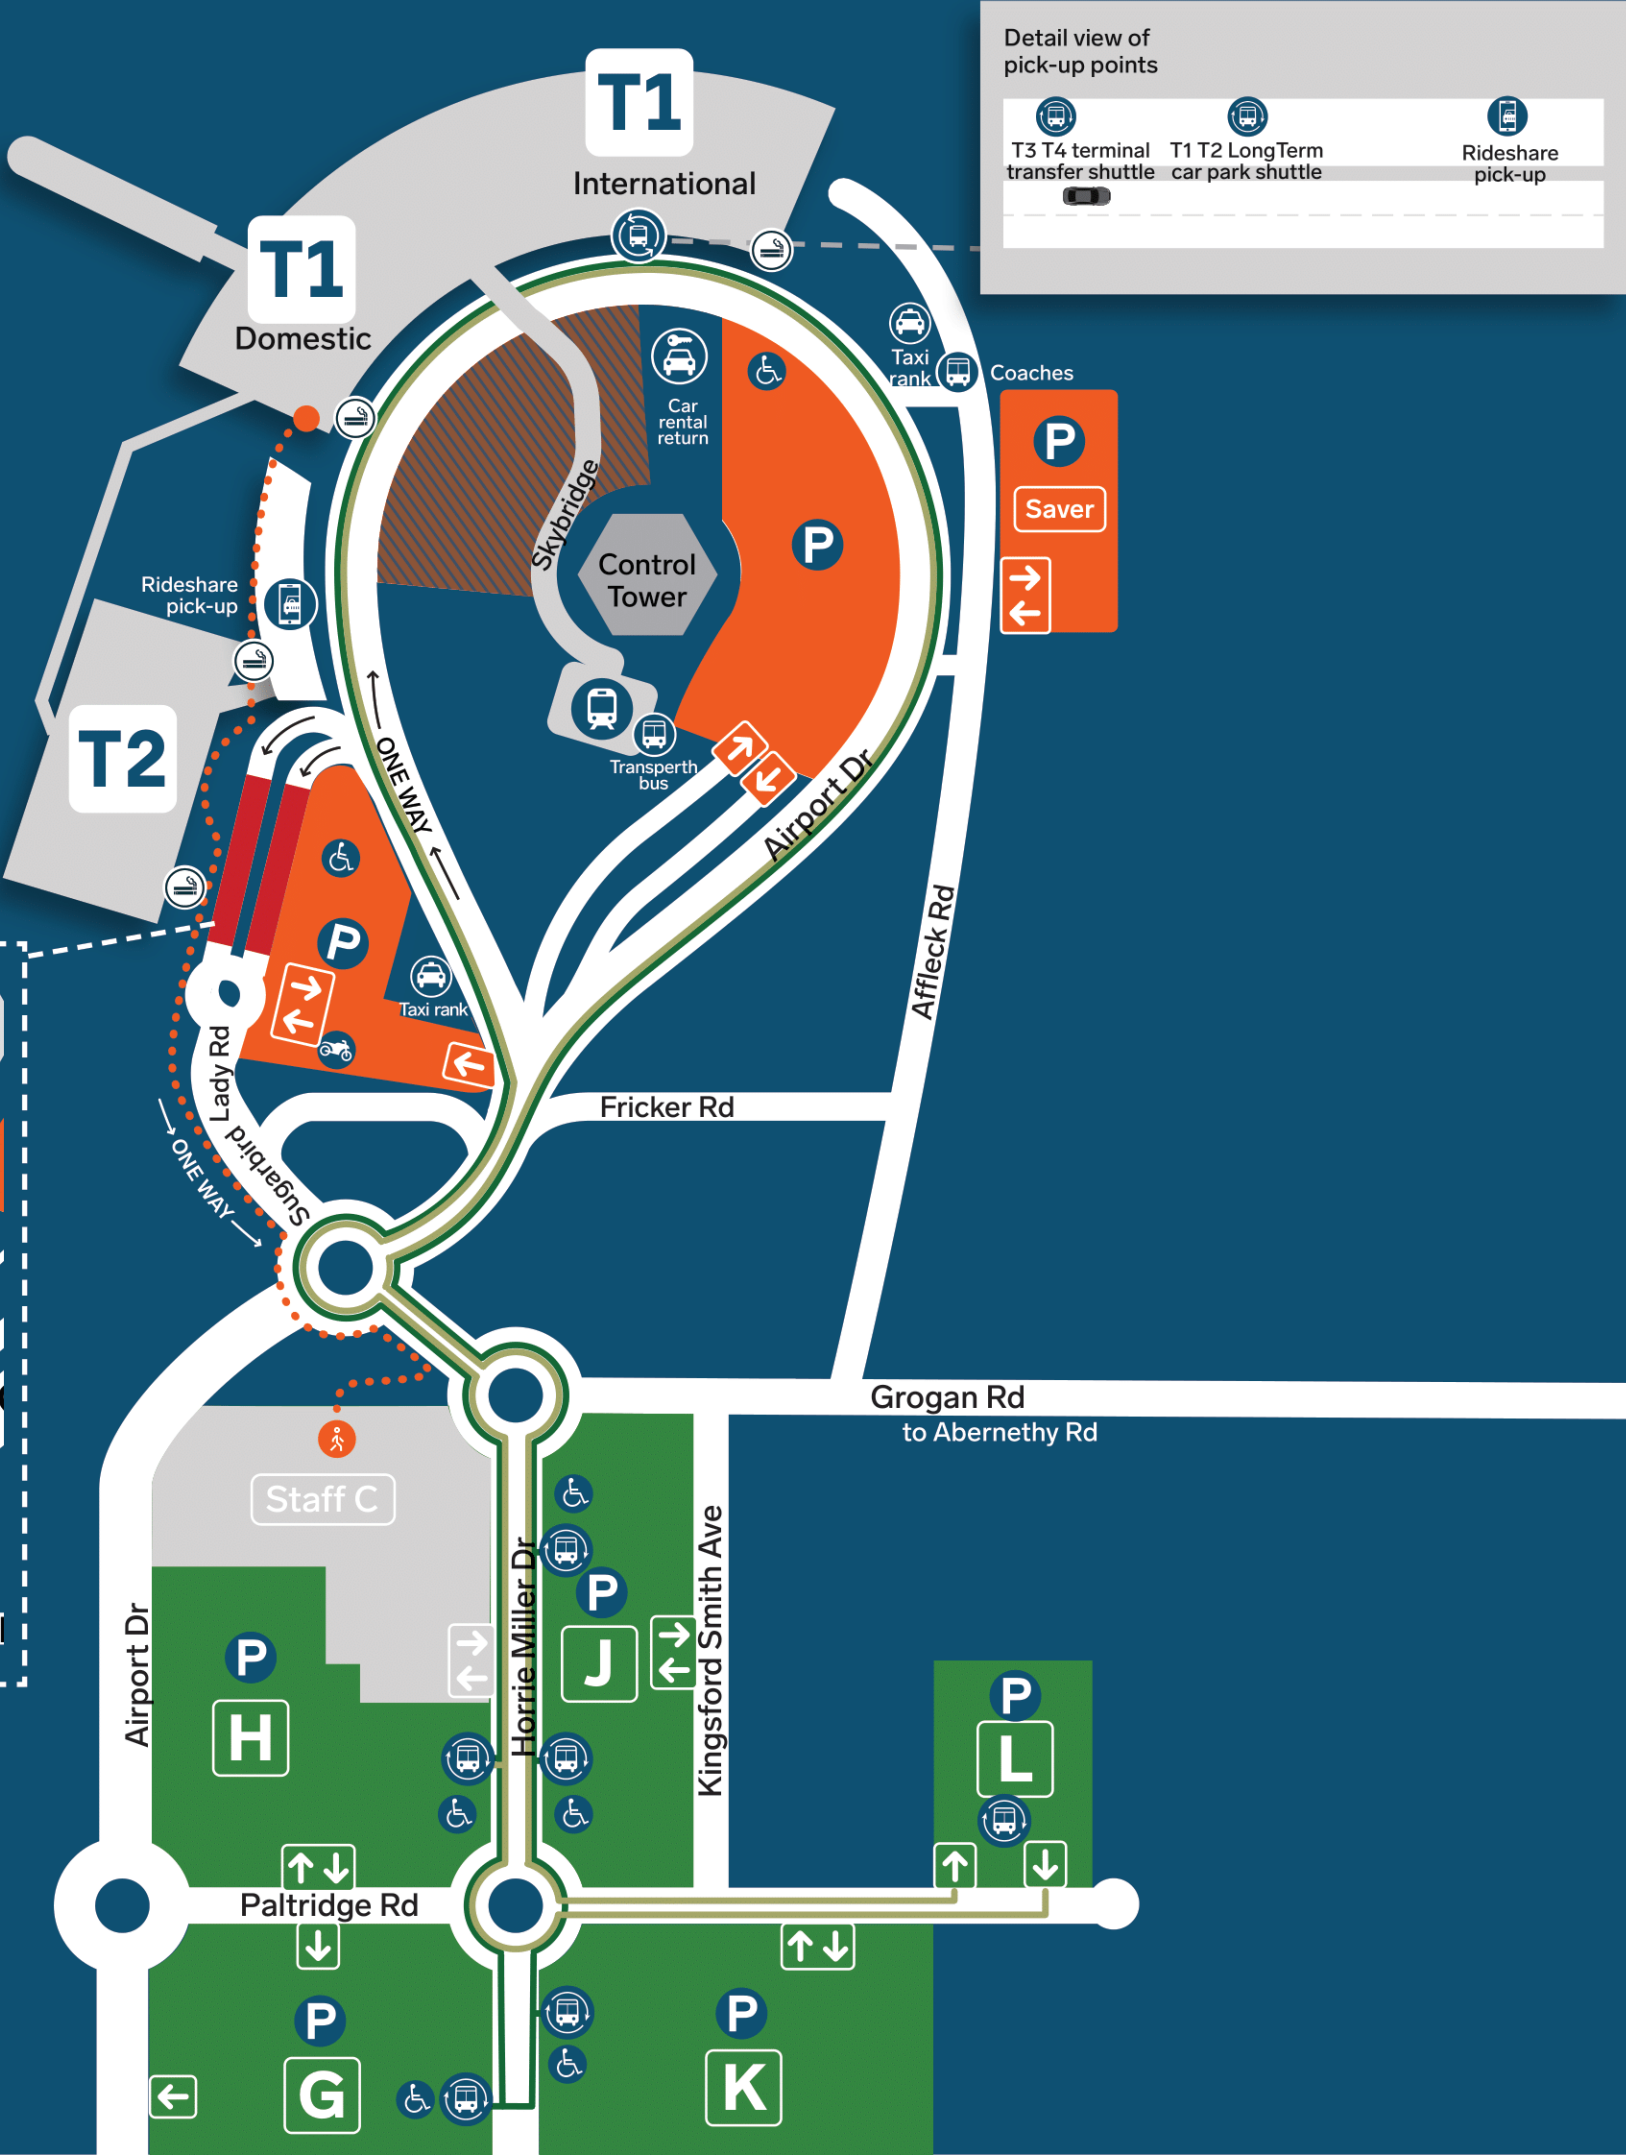 Detail view of
pick-up points
T3 T4 terminal
transfer shuttle
T1 T2 LongTerm
car park shuttle
Rideshare
pick-up
T1
International
T1
Domestic
Taxi
rank
Coaches
Car
rental
return
P
Saver
Skybridge
Control
Tower
P
Rideshare
pick-up
T2
Transperth
bus
ONE WAY
Airport Dr
Affleck Rd
P
Taxi rank
Sugarbird Lady Rd
ONE WAY
Fricker Rd
Grogan Rd
to Abernethy Rd
Staff C
Horrie Miller Dr
Kingsford Smith Ave
Airport Dr
P
J
P
H
P
L
Paltridge Rd
P
G
P
K